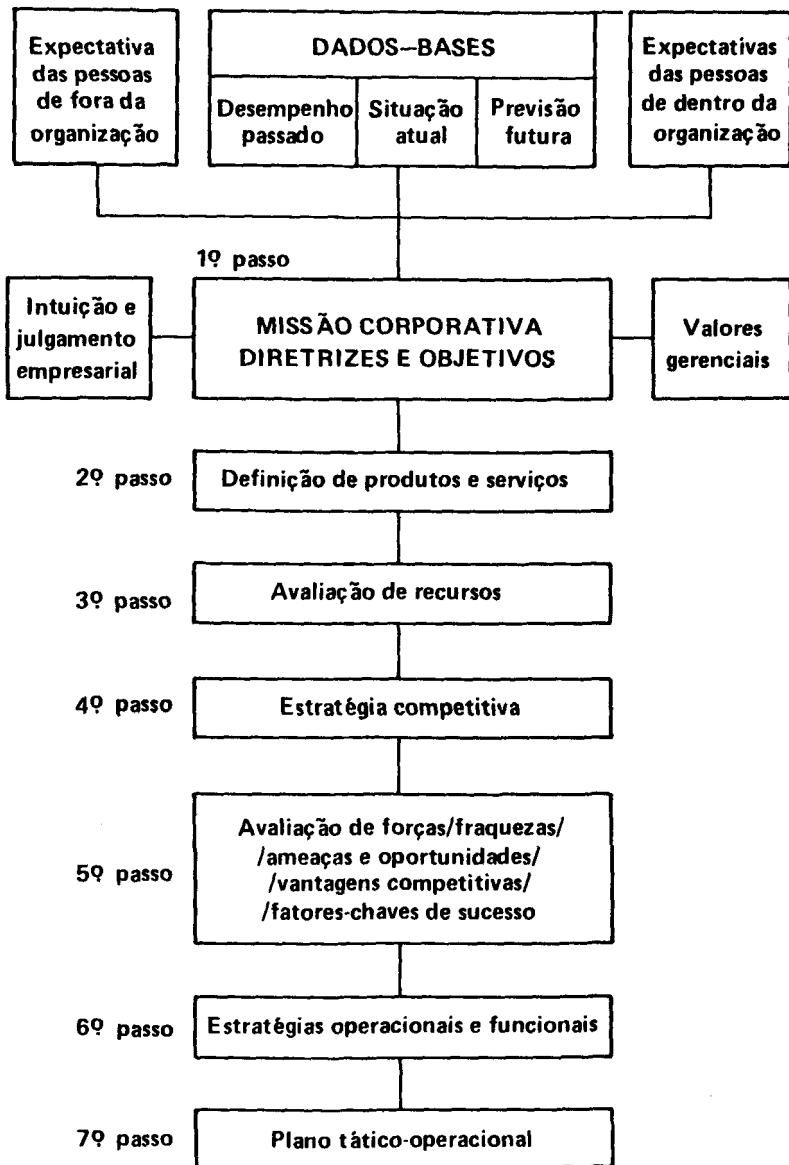 Expectativa
das pessoas
de fora da
organização
DADOS—BASES
Desempenho
passado
Situação
atual
Previsão
futura
Expectativas
das pessoas
de dentro da
organização
1º passo
Intuição e
julgamento
empresarial
MISSÃO CORPORATIVA
DIRETRIZES E OBJETIVOS
Valores
gerenciais
2º passo
Definição de produtos e serviços
3º passo
Avaliação de recursos
4º passo
Estratégia competitiva
5º passo
Avaliação de forças/fraquezas/
/ameaças e oportunidades/
/vantagens competitivas/
/fatores-chaves de sucesso
6º passo
Estratégias operacionais e funcionais
7º passo
Plano tático-operacional